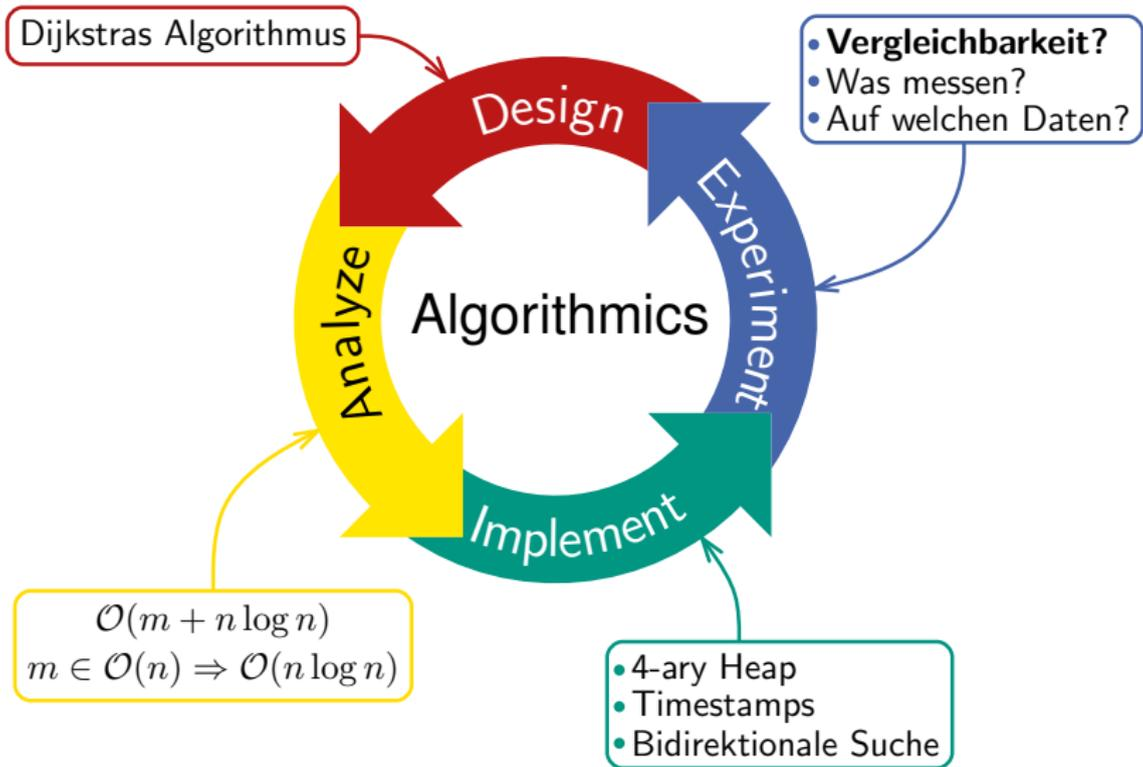 Dijkstras Algorithmus
• Vergleichbarkeit?
• Was messen?
• Auf welchen Daten?
Design
Experiment
Analyze
Algorithmics
Implement
𝒪(m + n log n)
m ∈ 𝒪(n) ⇒ 𝒪(n log n)
• 4-ary Heap
• Timestamps
• Bidirektionale Suche